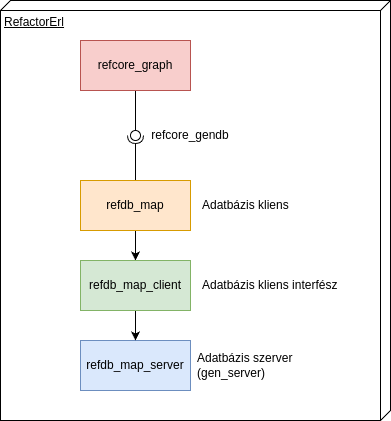 RefactorErl
refcore_graph
refcore_gendb
refdb_map
Adatbázis kliens
refdb_map_client
Adatbázis kliens interfész
refdb_map_server
Adatbázis szerver
(gen_server)